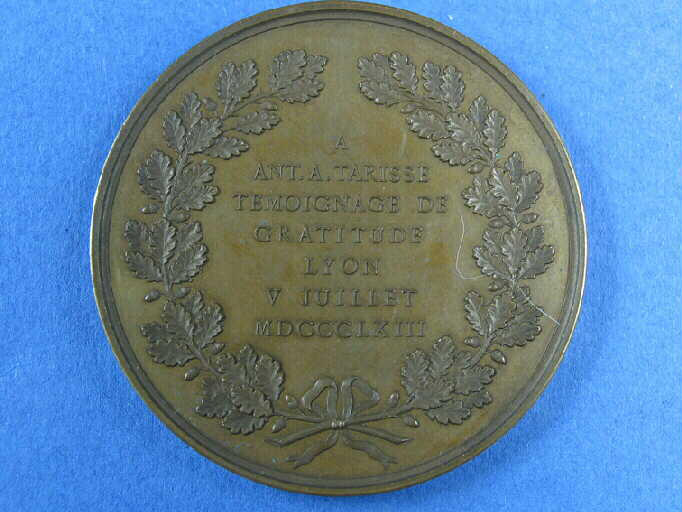 A
ANT. A. TARISSE
TEMOIGNAGE DE
GRATITUDE
LYON
V JUILLET
MDCCCLXIII